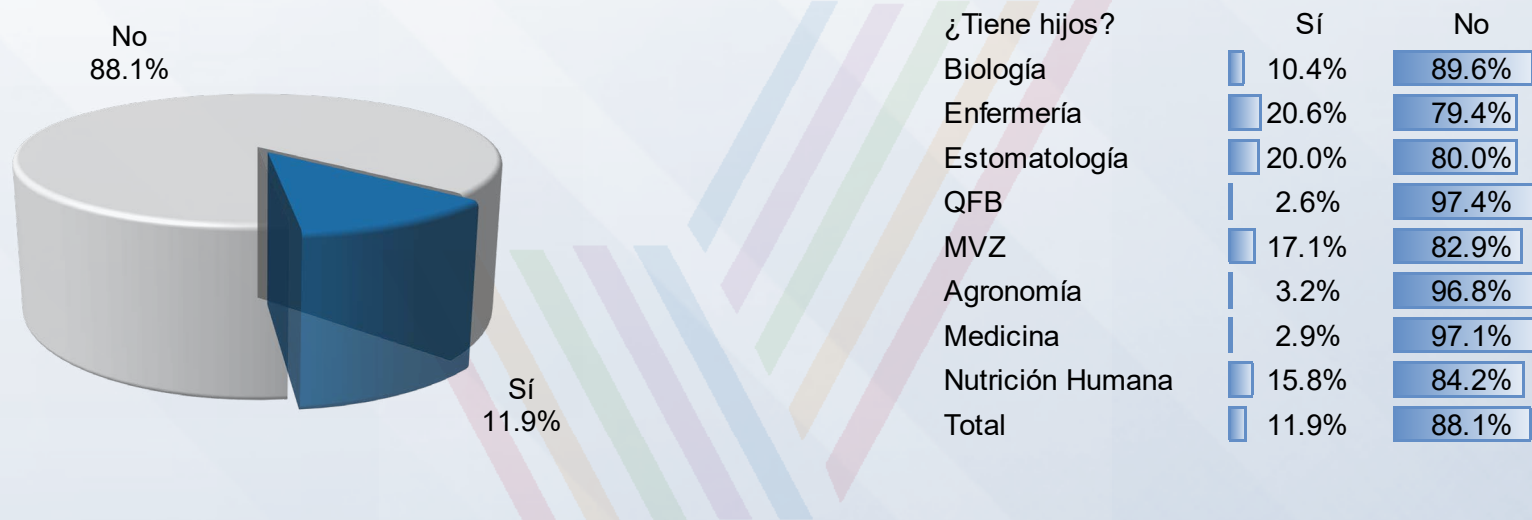 No
88.1%
Sí
11.9%
¿Tiene hijos? Sí No
Biología 10.4% 89.6%
Enfermería 20.6% 79.4%
Estomatología 20.0% 80.0%
QFB 2.6% 97.4%
MVZ 17.1% 82.9%
Agronomía 3.2% 96.8%
Medicina 2.9% 97.1%
Nutrición Humana 15.8% 84.2%
Total 11.9% 88.1%